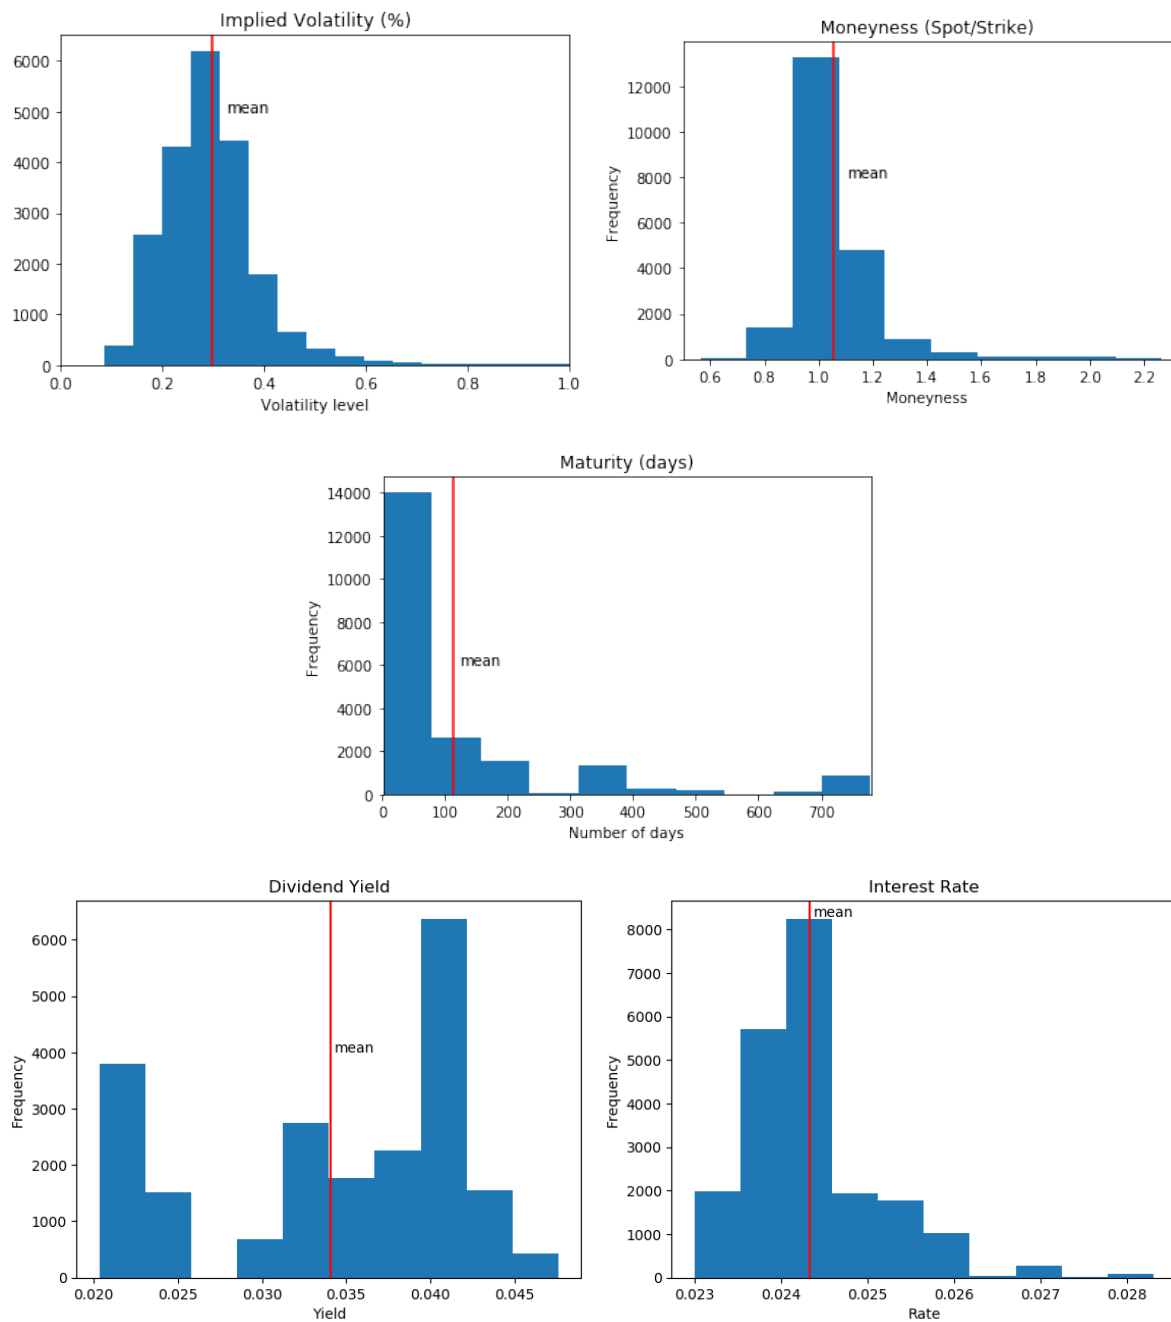 Implied Volatility (%)
6000
5000
4000
3000
2000
1000
0
mean
0.0 0.2 0.4 0.6 0.8 1.0
Volatility level
Moneyness (Spot/Strike)
12000
10000
8000
6000
4000
2000
0
Frequency
mean
0.6 0.8 1.0 1.2 1.4 1.6 1.8 2.0 2.2
Moneyness
Maturity (days)
14000
12000
10000
8000
6000
4000
2000
0
Frequency
mean
0 100 200 300 400 500 600 700
Number of days
Dividend Yield
6000
5000
4000
3000
2000
1000
0
Frequency
mean
0.020 0.025 0.030 0.035 0.040 0.045
Yield
Interest Rate
8000
7000
6000
5000
4000
3000
2000
1000
0
Frequency
mean
0.023 0.024 0.025 0.026 0.027 0.028
Rate